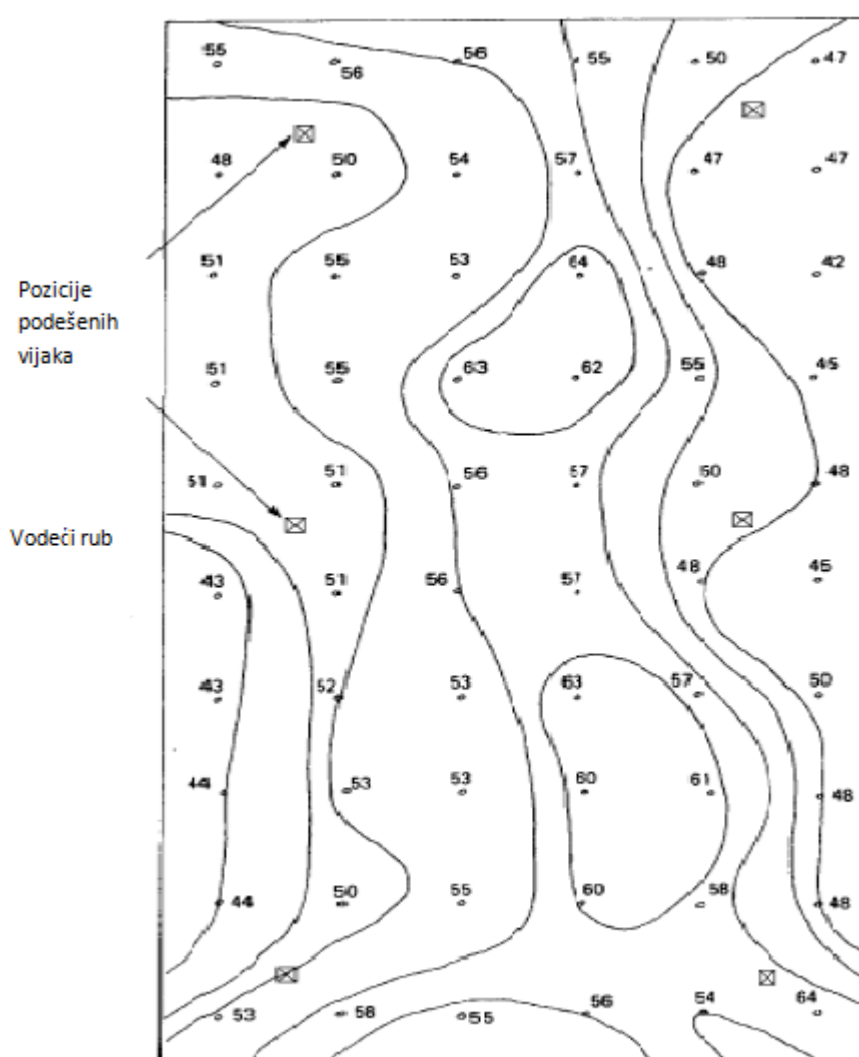 55 56 56 55 50 47
48 50 54 57 47 47
51 55 53 64 48 42
Pozicije
podešenih
vijaka
51 55 63 62 55 45
51 51 56 57 50 48
Vodeći rub
43 51 56 57 48 45
43 52 53 63 57 50
44 53 53 60 61 48
44 50 55 60 58 48
53 58 55 56 54 64